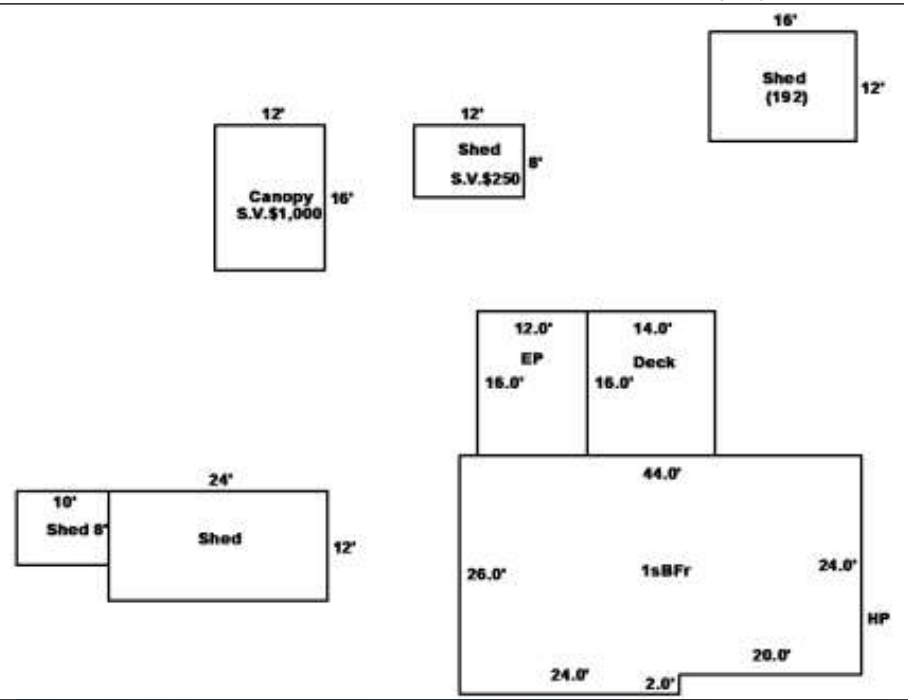 16'
Shed
(192)
12'
12'
Canopy
S.V.$1,000
16'
12'
Shed
S.V.$250
8'
12.0'
EP
16.0'
14.0'
Deck
16.0'
24'
10'
Shed 8'
Shed
12'
44.0'
26.0'
1sBFr
24.0'
HP
24.0'
2.0'
20.0'